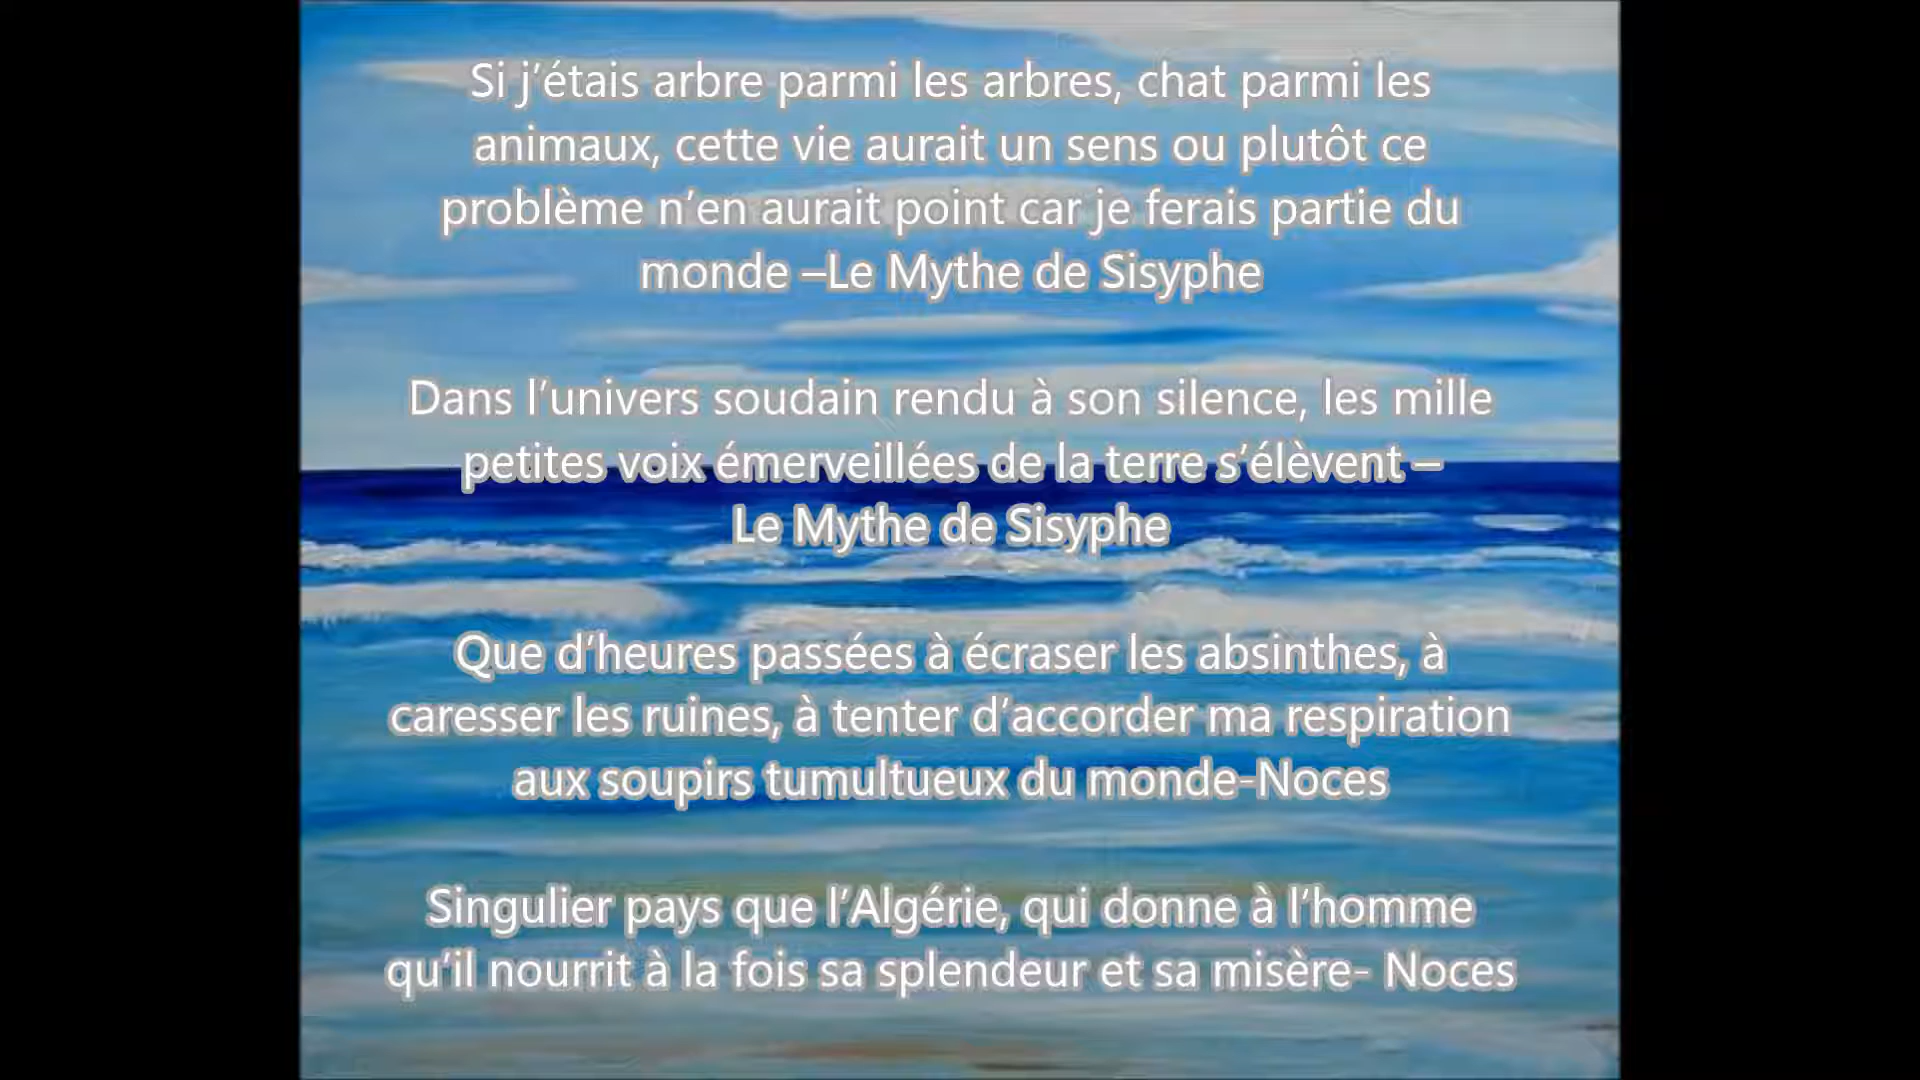 Si j’étais arbre parmi les arbres, chat parmi les
animaux, cette vie aurait un sens ou plutôt ce
problème n’en aurait point car je ferais partie du
monde –Le Mythe de Sisyphe
Dans l’univers soudain rendu à son silence, les mille
petites voix émerveillées de la terre s’élèvent –
Le Mythe de Sisyphe
Que d’heures passées à écraser les absinthes, à
caresser les ruines, à tenter d’accorder ma respiration
aux soupirs tumultueux du monde-Noces
Singulier pays que l’Algérie, qui donne à l’homme
qu’il nourrit à la fois sa splendeur et sa misère- Noces